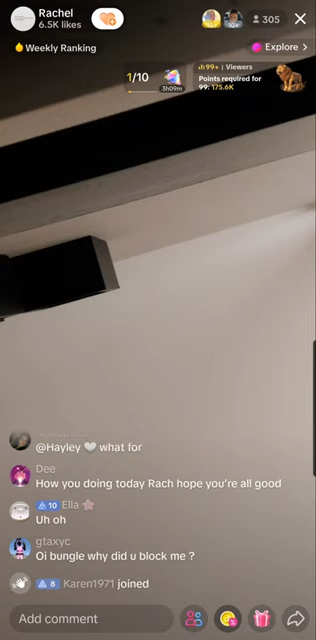 Rachel
6.5K likes
305
Weekly Ranking
Explore >
1/10
3h09m
99+ | Viewers
Points required for
99: 175.6K
@Hayley 🤍 what for
Dee
How you doing today Rach hope you're all good
10 Ella 🌸
Uh oh
gtaxyc
Oi bungle why did u block me ?
8 Karen1971 joined
Add comment